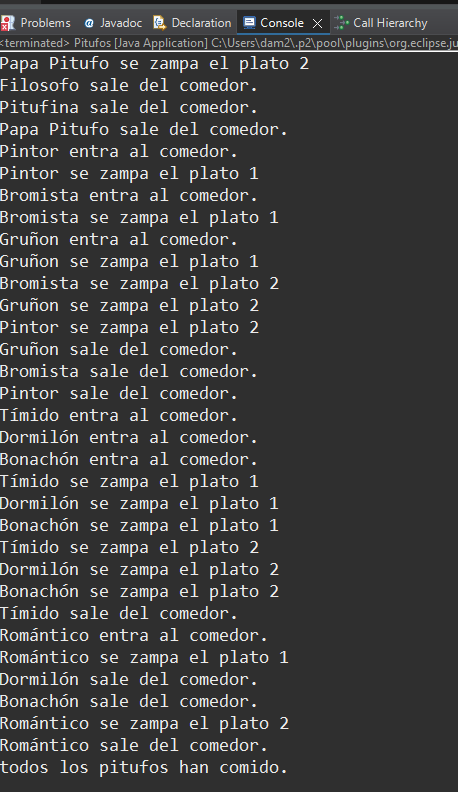 Problems @ Javadoc Declaration Console Call Hierarchy
<terminated> Pitufos [Java Application] C:\Users\dam2\.p2\pool\plugins\org.eclipse.ju
Papa Pitufo se zampa el plato 2
Filosofo sale del comedor.
Pitufina sale del comedor.
Papa Pitufo sale del comedor.
Pintor entra al comedor.
Pintor se zampa el plato 1
Bromista entra al comedor.
Bromista se zampa el plato 1
Gruñon entra al comedor.
Gruñon se zampa el plato 1
Bromista se zampa el plato 2
Gruñon se zampa el plato 2
Pintor se zampa el plato 2
Gruñon sale del comedor.
Bromista sale del comedor.
Pintor sale del comedor.
Tímido entra al comedor.
Dormilón entra al comedor.
Bonachón entra al comedor.
Tímido se zampa el plato 1
Dormilón se zampa el plato 1
Bonachón se zampa el plato 1
Tímido se zampa el plato 2
Dormilón se zampa el plato 2
Bonachón se zampa el plato 2
Tímido sale del comedor.
Romántico entra al comedor.
Romántico se zampa el plato 1
Dormilón sale del comedor.
Bonachón sale del comedor.
Romántico se zampa el plato 2
Romántico sale del comedor.
todos los pitufos han comido.